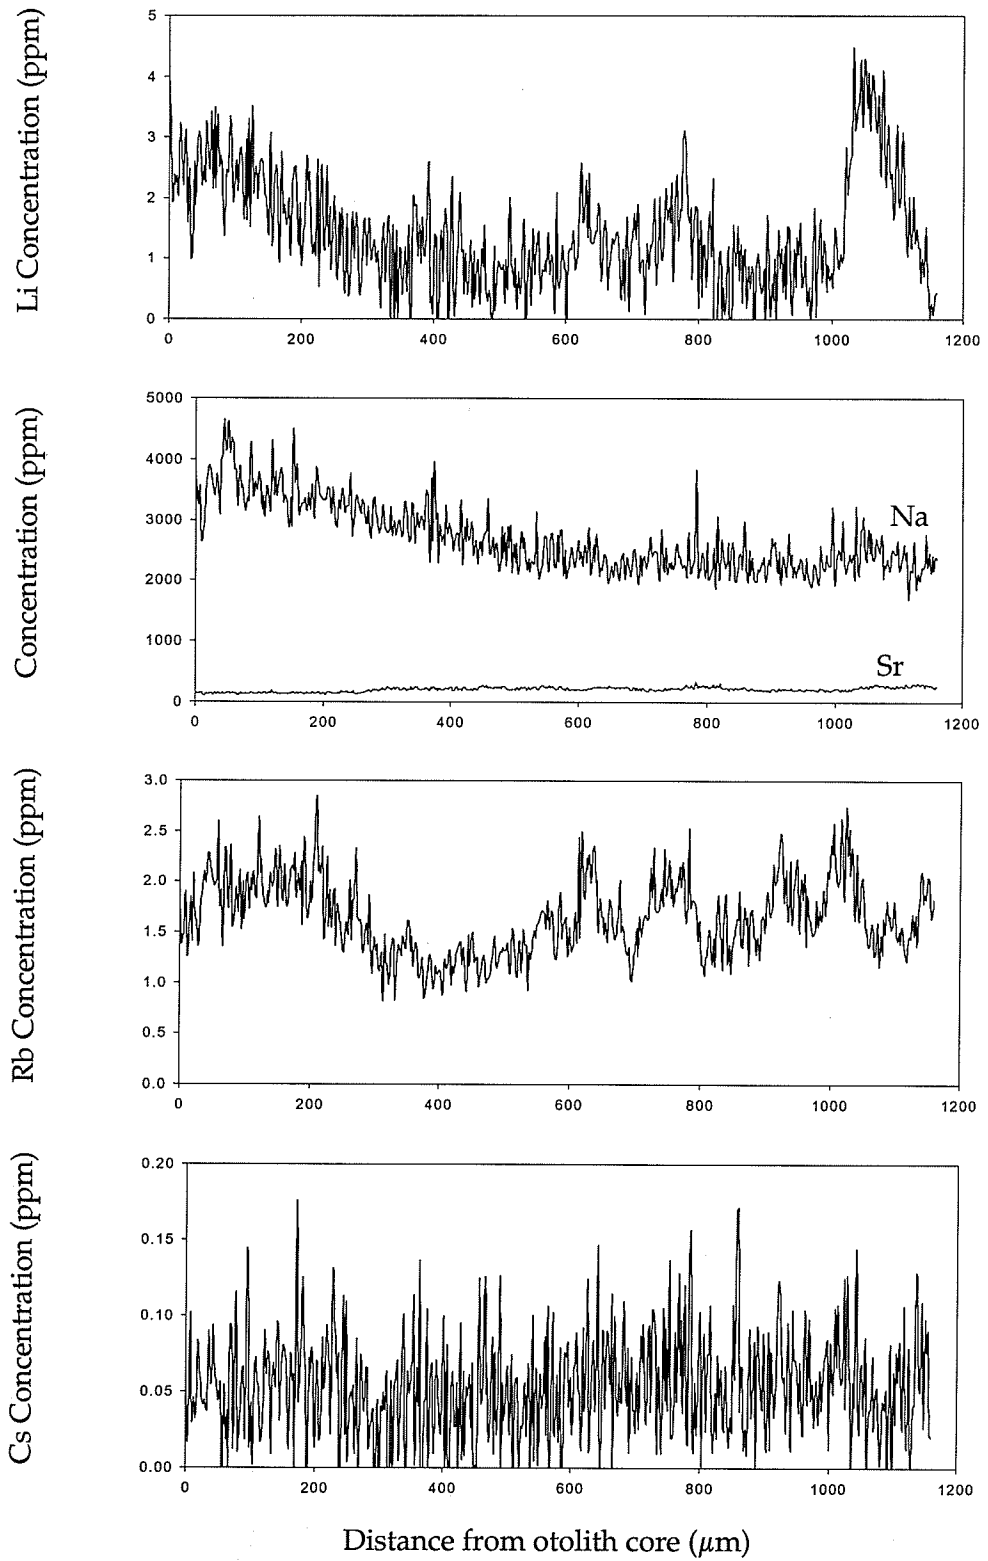 Li Concentration (ppm)
5
4
3
2
1
0
0 200 400 600 800 1000 1200
Concentration (ppm)
5000
4000
3000
2000
1000
0
Na
Sr
0 200 400 600 800 1000 1200
Rb Concentration (ppm)
3.0
2.5
2.0
1.5
1.0
0.5
0.0
0 200 400 600 800 1000 1200
Cs Concentration (ppm)
0.20
0.15
0.10
0.05
0.00
0 200 400 600 800 1000 1200
Distance from otolith core (μm)